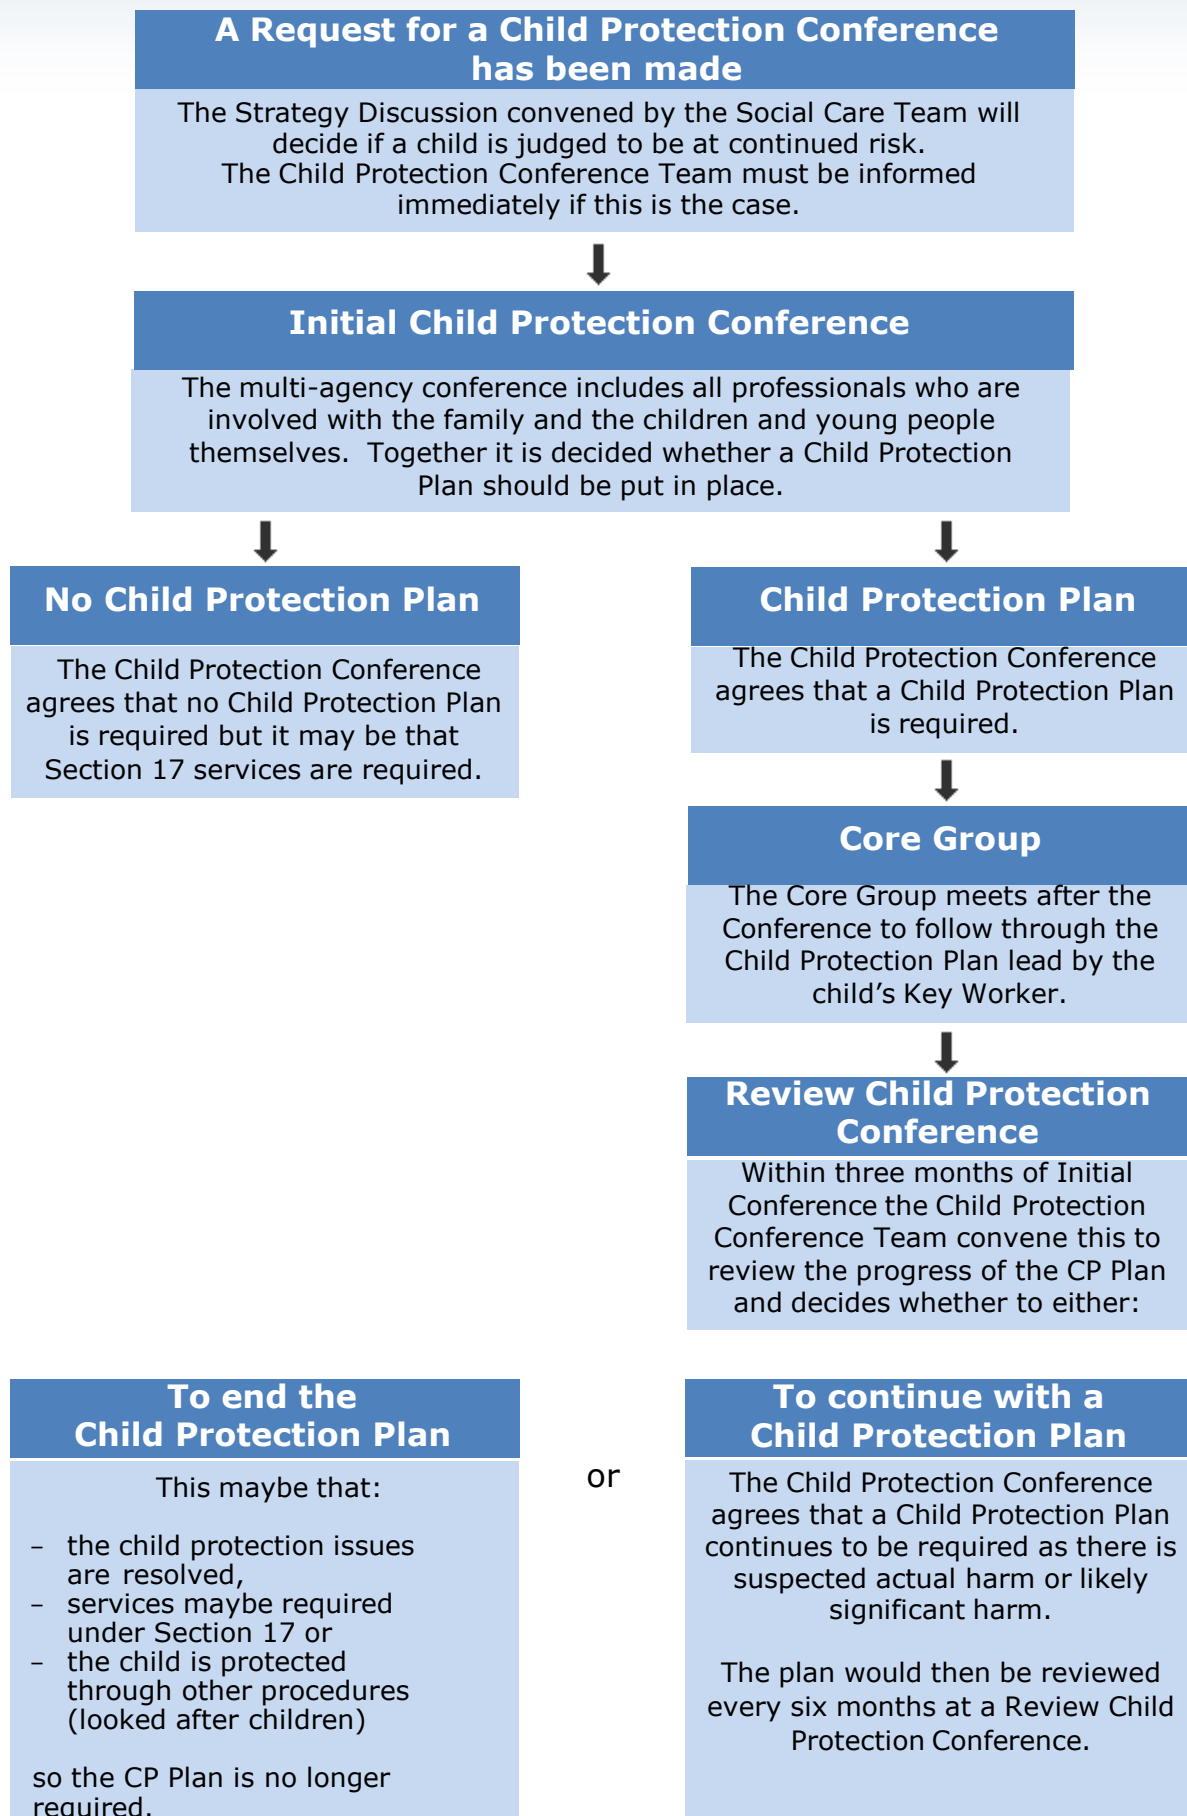 A Request for a Child Protection Conference
has been made
The Strategy Discussion convened by the Social Care Team will
decide if a child is judged to be at continued risk.
The Child Protection Conference Team must be informed
immediately if this is the case.
Initial Child Protection Conference
The multi-agency conference includes all professionals who are
involved with the family and the children and young people
themselves.  Together it is decided whether a Child Protection
Plan should be put in place.
No Child Protection Plan
The Child Protection Conference
agrees that no Child Protection Plan
is required but it may be that
Section 17 services are required.
Child Protection Plan
The Child Protection Conference
agrees that a Child Protection Plan
is required.
Core Group
The Core Group meets after the
Conference to follow through the
Child Protection Plan lead by the
child’s Key Worker.
Review Child Protection
Conference
Within three months of Initial
Conference the Child Protection
Conference Team convene this to
review the progress of the CP Plan
and decides whether to either:
To end the
Child Protection Plan
This maybe that:
– the child protection issues
are resolved,
– services maybe required
under Section 17 or
– the child is protected
through other procedures
(looked after children)
so the CP Plan is no longer
required.
or
To continue with a
Child Protection Plan
The Child Protection Conference
agrees that a Child Protection Plan
continues to be required as there is
suspected actual harm or likely
significant harm.
The plan would then be reviewed
every six months at a Review Child
Protection Conference.